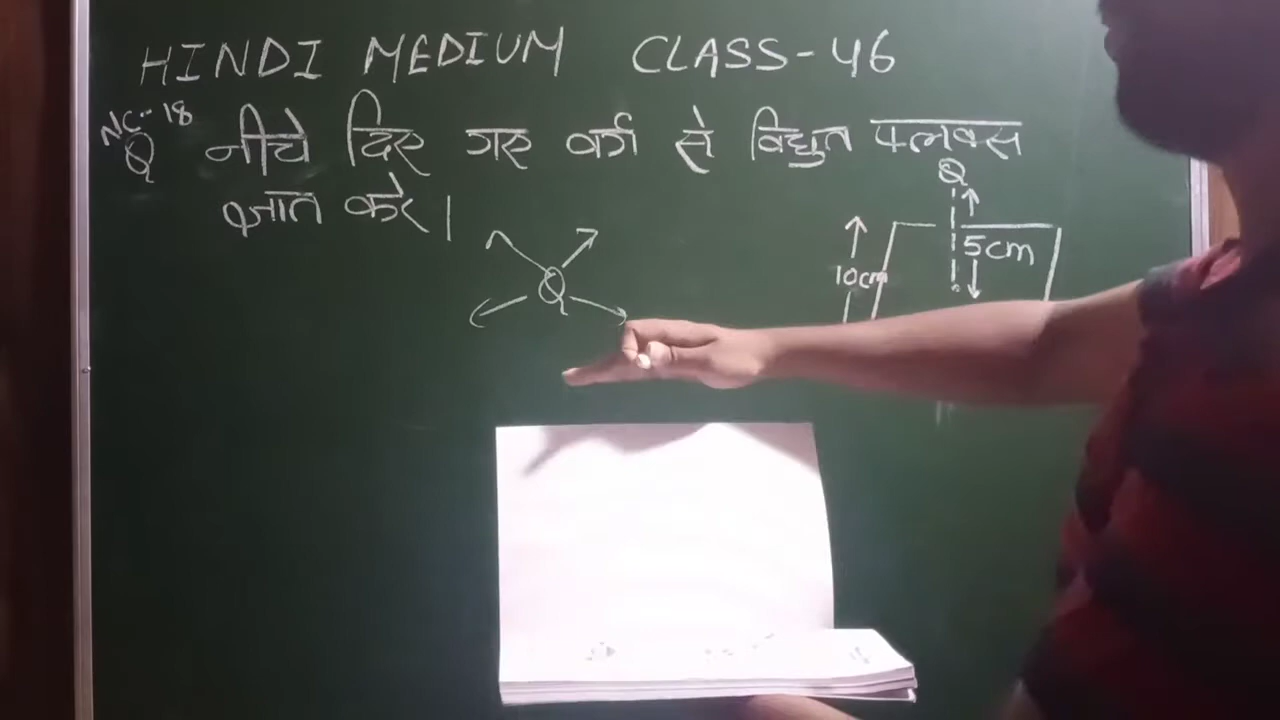 HINDI MEDIUM CLASS-46
NC-18
Q नीचे दिए गए वर्ग से विद्युत फ्लक्स
ज्ञात करे।
Q
5cm
10cm
Q